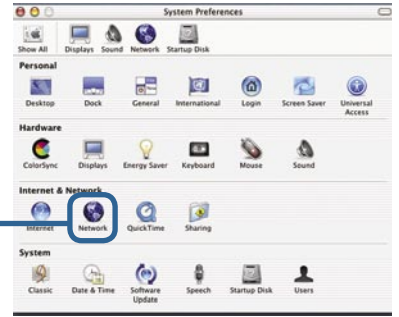 System Preferences
Show All Displays Sound Network Startup Disk
Personal
Desktop Dock General International Login Screen Saver Universal Access
Hardware
ColorSync Displays Energy Saver Keyboard Mouse Sound
Internet & Network
Internet Network QuickTime Sharing
System
Classic Date & Time Software Update Speech Startup Disk Users